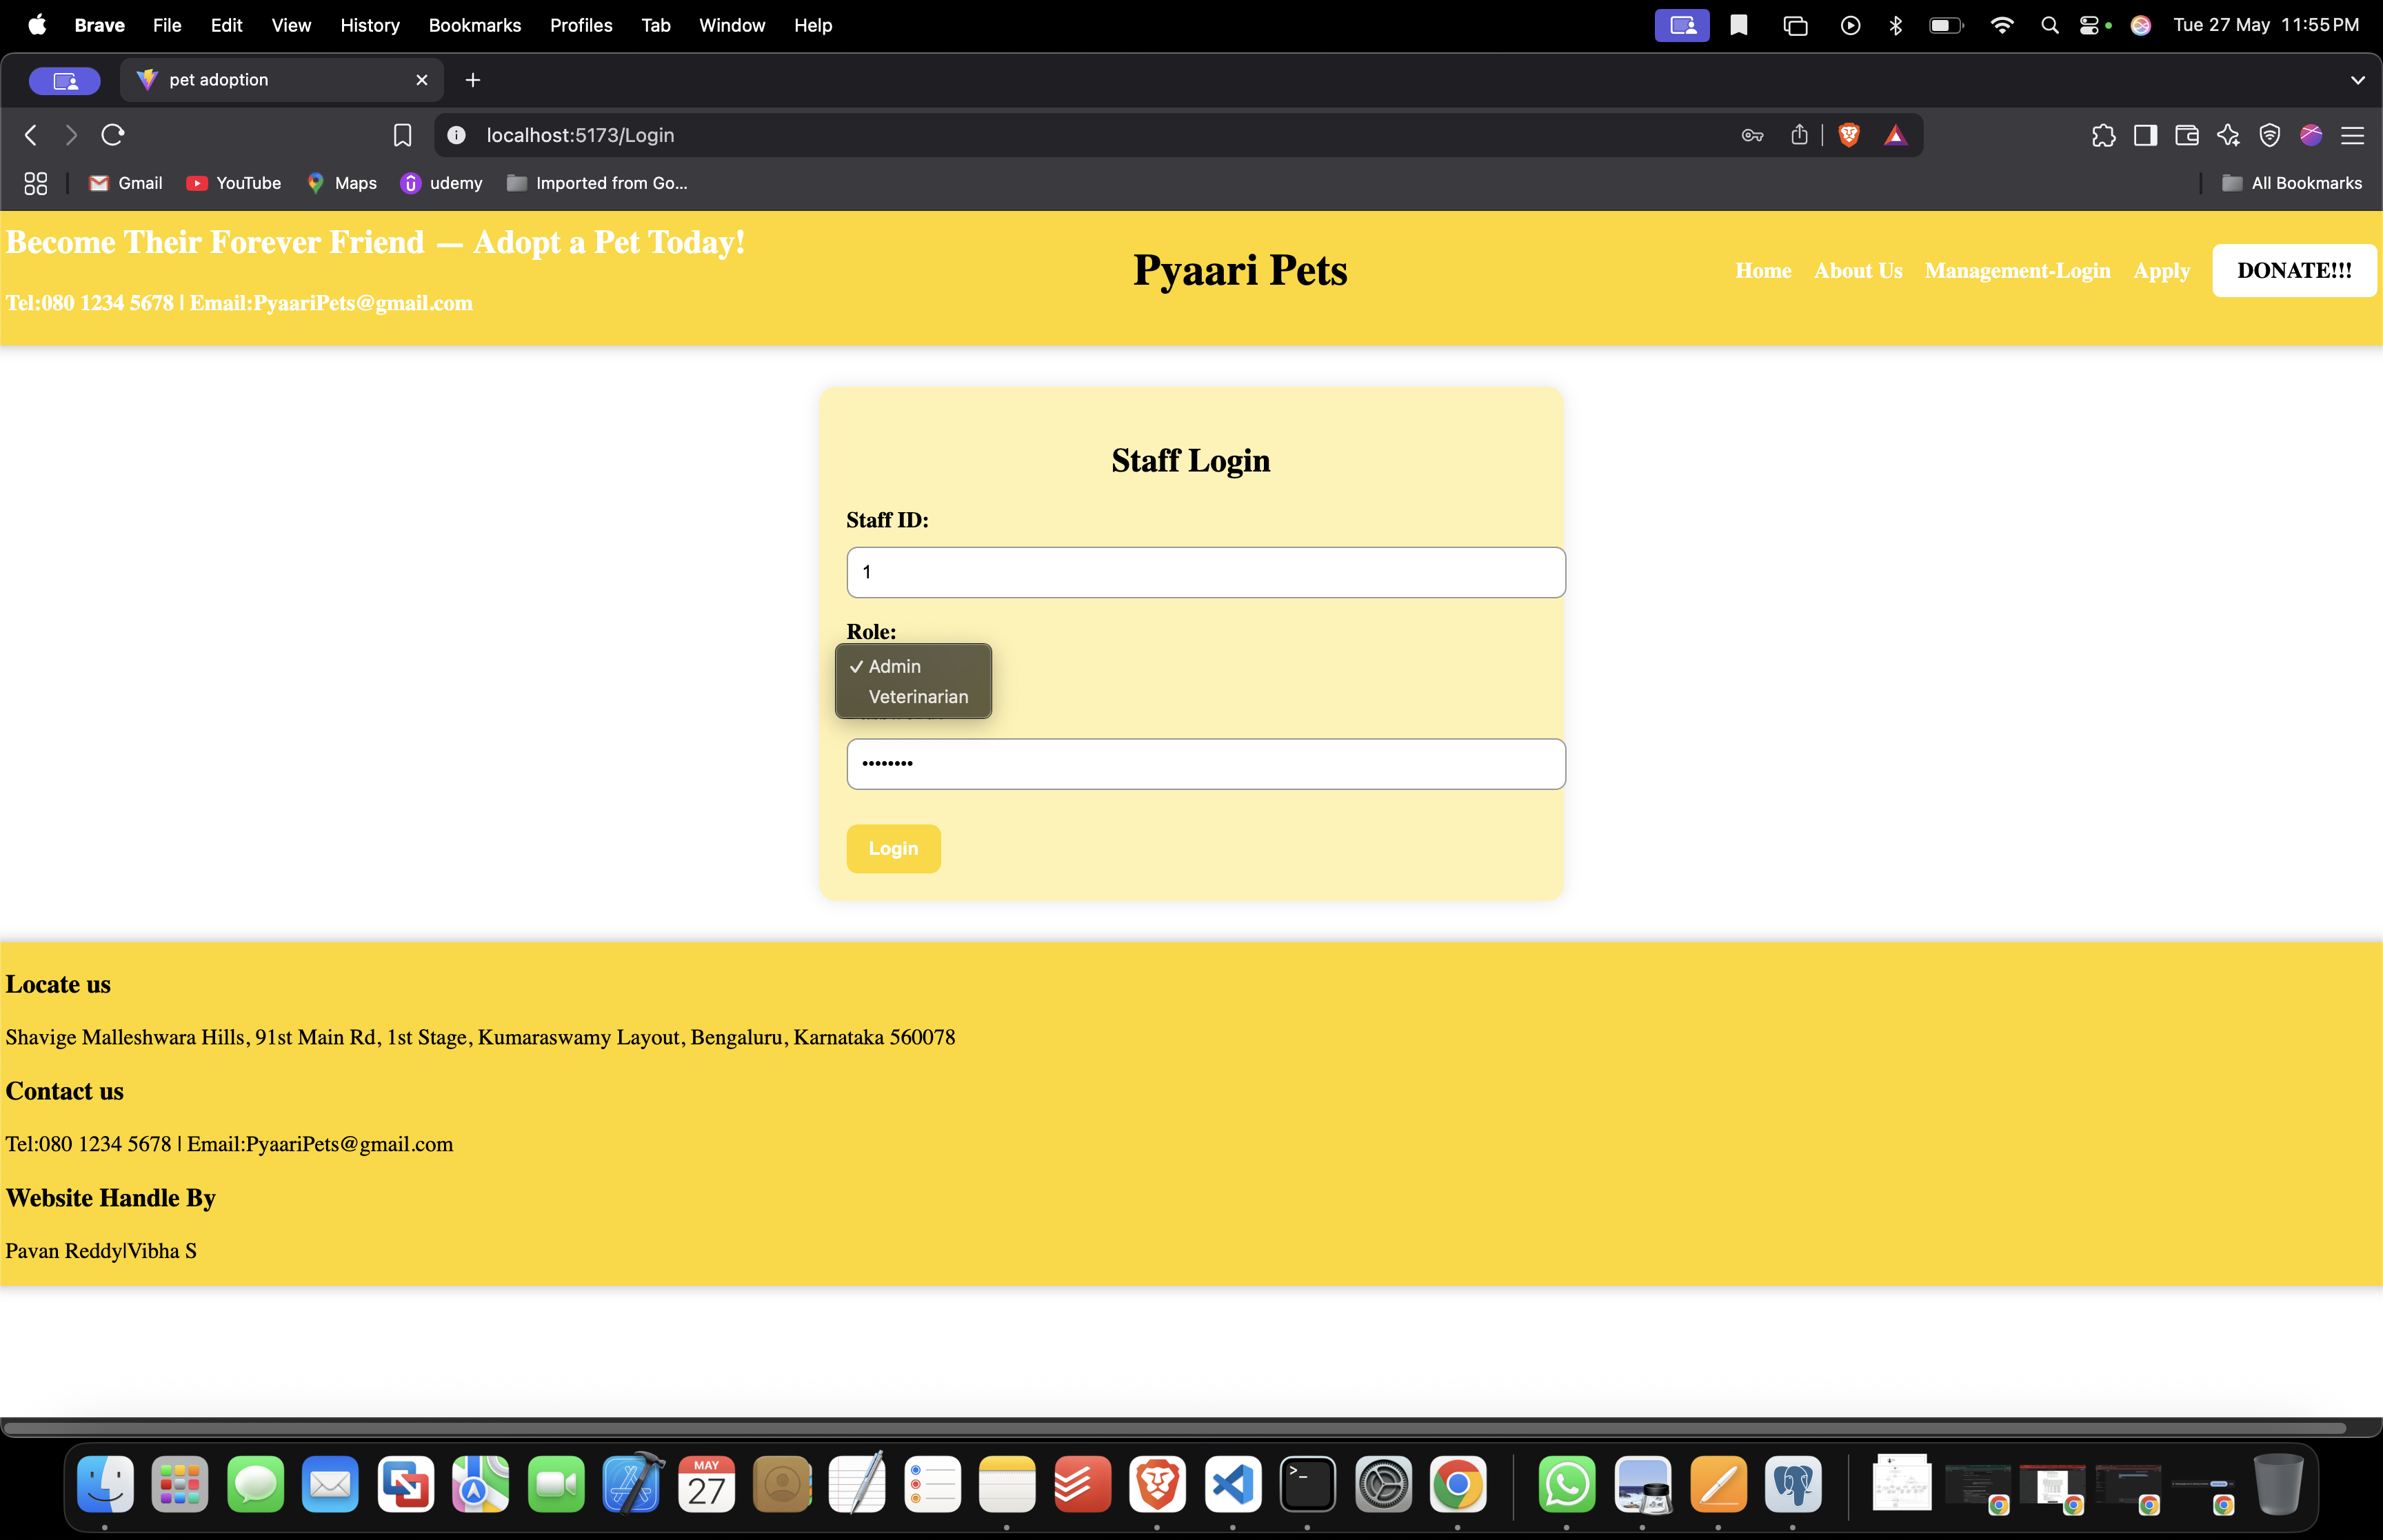 Brave File Edit View History Bookmarks Profiles Tab Window Help Tue 27 May 11:55 PM
pet adoption
localhost:5173/Login
Gmail YouTube Maps udemy Imported from Go... All Bookmarks
Become Their Forever Friend — Adopt a Pet Today!
Tel:080 1234 5678 | Email:PyaariPets@gmail.com
Pyaari Pets
Home About Us Management-Login Apply DONATE!!!
Staff Login
Staff ID:
1
Role:
✓ Admin
Veterinarian
••••••••
Login
Locate us
Shavige Malleshwara Hills, 91st Main Rd, 1st Stage, Kumaraswamy Layout, Bengaluru, Karnataka 560078
Contact us
Tel:080 1234 5678 | Email:PyaariPets@gmail.com
Website Handle By
Pavan Reddy|Vibha S
MAY
27